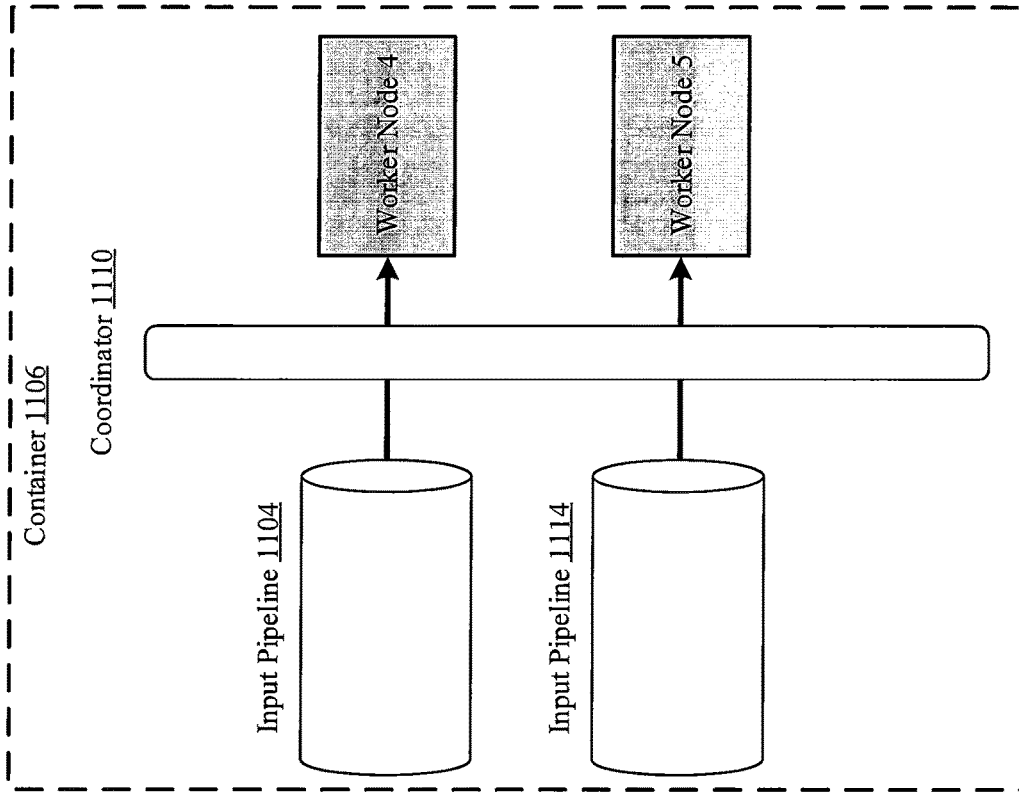 Container 1106
Coordinator 1110
Input Pipeline 1104
Worker Node 4
Input Pipeline 1114
Worker Node 5